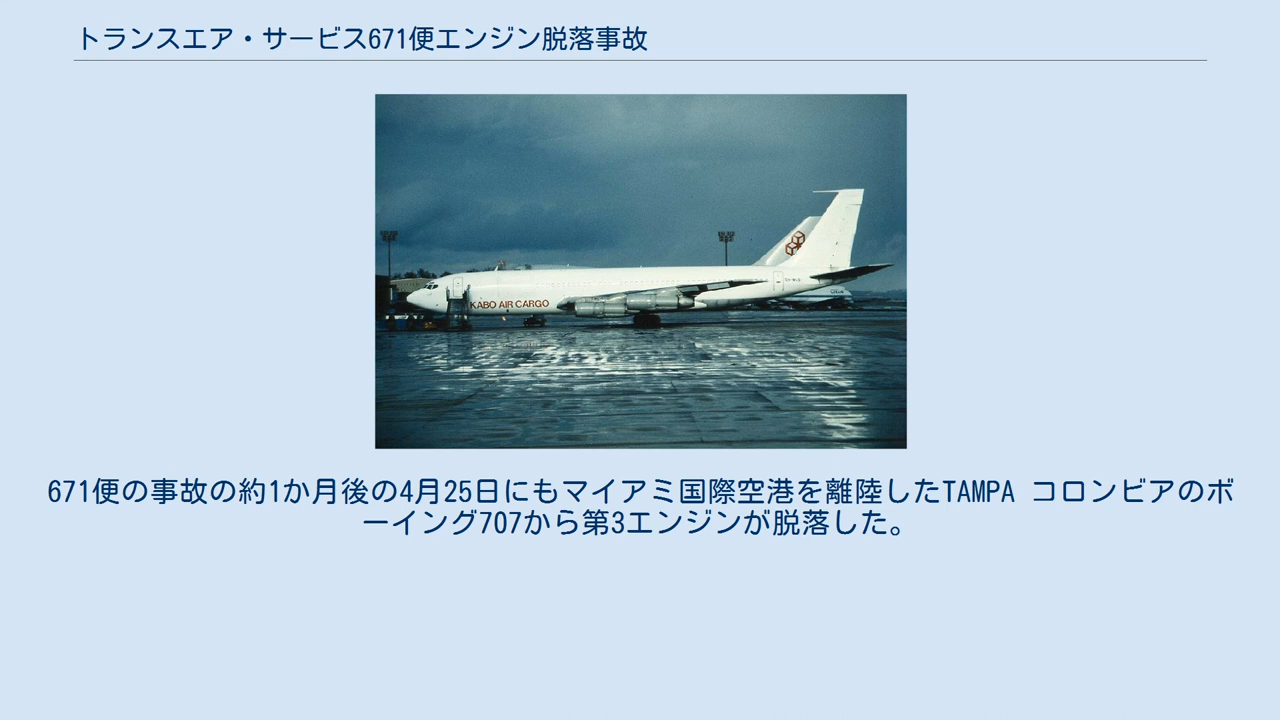 トランスエア・サービス671便エンジン脱落事故
KABO AIR CARGO
671便の事故の約1か月後の4月25日にもマイアミ国際空港を離陸したTAMPA コロンビアのボ
ーイング707から第3エンジンが脱落した。